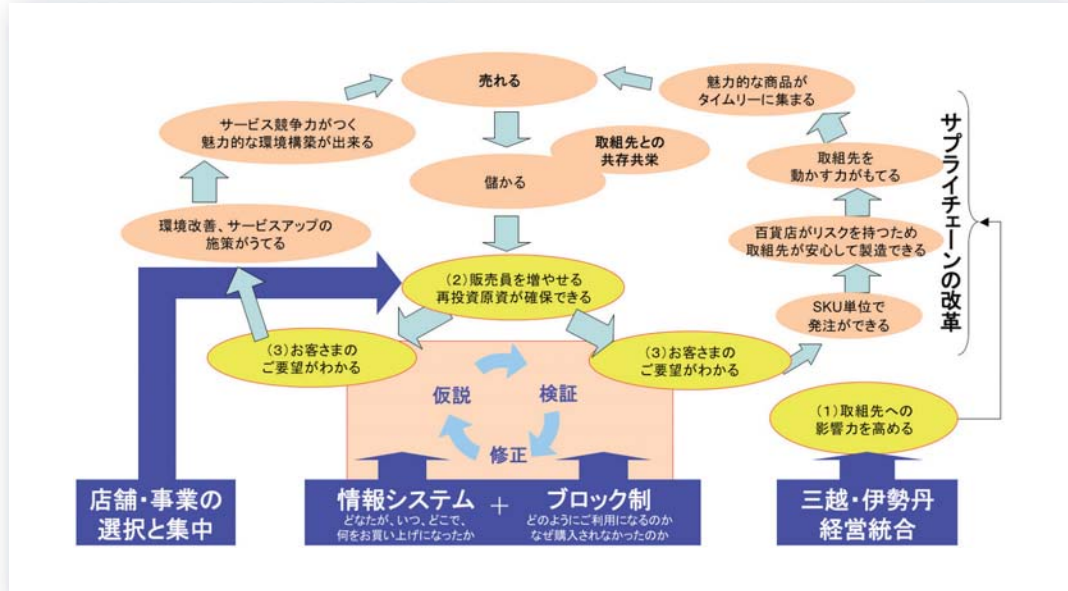 売れる
魅力的な商品が
タイムリーに集まる
サービス競争力がつく
魅力的な環境構築が出来る
取組先との
共存共栄
儲かる
取組先を
動かす力がもてる
サプライチェーンの改革
環境改善、サービスアップの
施策がうてる
百貨店がリスクを持つため
取組先が安心して製造できる
(2)販売員を増やせる
再投資原資が確保できる
SKU単位で
発注ができる
(3)お客さまの
ご要望がわかる
(3)お客さまの
ご要望がわかる
仮説
検証
修正
(1)取組先への
影響力を高める
店舗・事業の
選択と集中
情報システム
どなたが、いつ、どこで、
何をお買い上げになったか
+
ブロック制
どのようにご利用になるのか
なぜ購入されなかったのか
三越・伊勢丹
経営統合